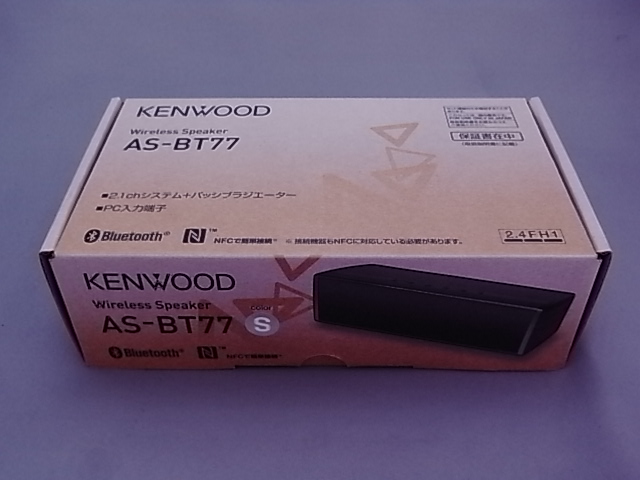 KENWOOD
Wireless Speaker
AS-BT77
保証書在中
■2.1chシステム+パッシブラジエーター
■PC入力端子
Bluetooth®
N™
NFCで簡単接続* ※接続機器もNFCに対応している必要があります。
2.4FH1
KENWOOD
Wireless Speaker
AS-BT77
color
S
Bluetooth®
N™
NFCで簡単接続*